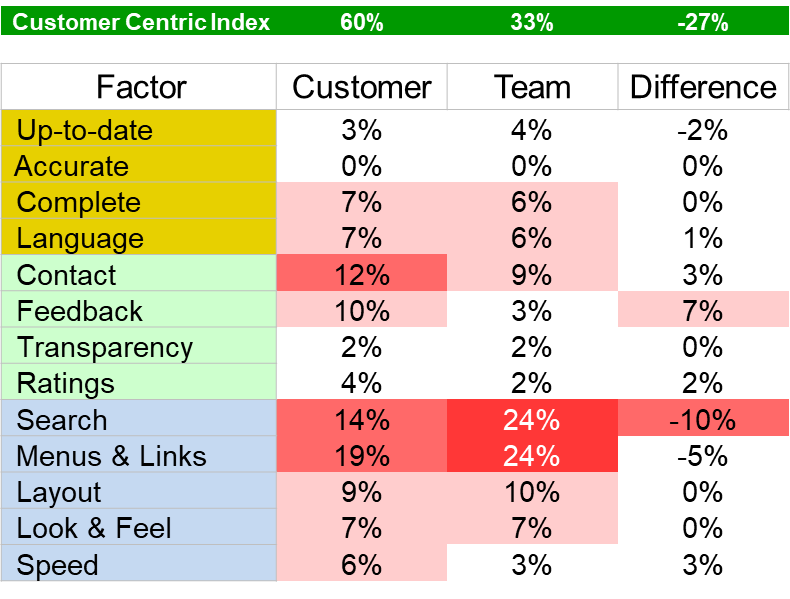 Customer Centric Index 60% 33% -27%
Factor Customer Team Difference
Up-to-date 3% 4% -2%
Accurate 0% 0% 0%
Complete 7% 6% 0%
Language 7% 6% 1%
Contact 12% 9% 3%
Feedback 10% 3% 7%
Transparency 2% 2% 0%
Ratings 4% 2% 2%
Search 14% 24% -10%
Menus & Links 19% 24% -5%
Layout 9% 10% 0%
Look & Feel 7% 7% 0%
Speed 6% 3% 3%